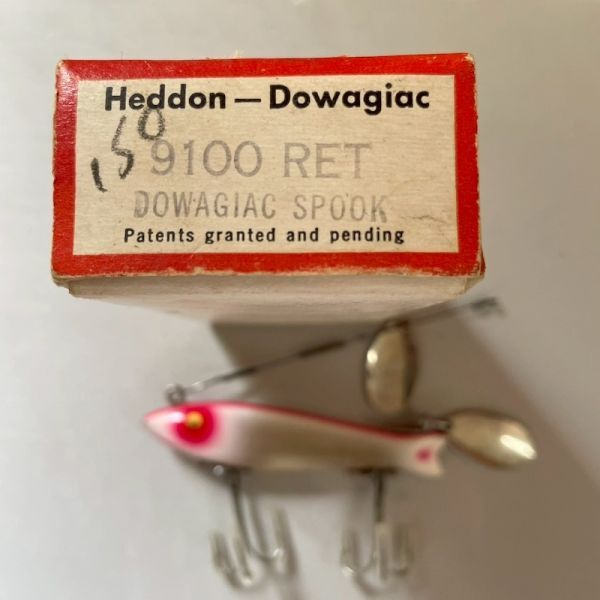 Heddon — Dowagiac
150
9100 RET
DOWAGIAC SPOOK
Patents granted and pending